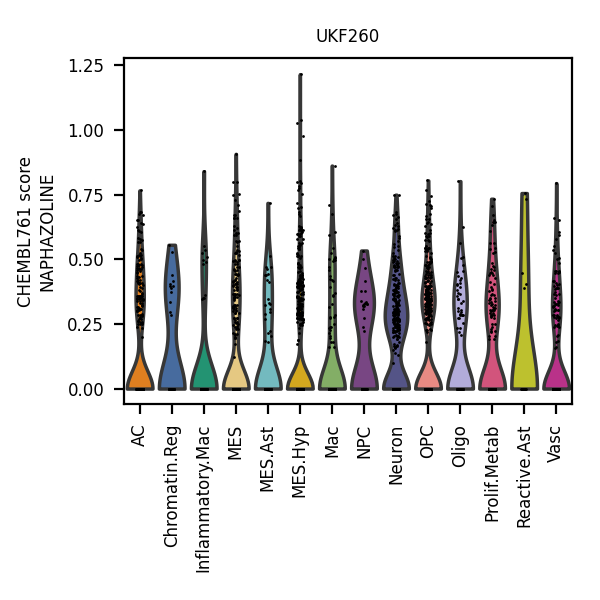 UKF260
CHEMBL761 score
NAPHAZOLINE
1.25
1.00
0.75
0.50
0.25
0.00
AC
Chromatin.Reg
Inflammatory.Mac
MES
MES.Ast
MES.Hyp
Mac
NPC
Neuron
OPC
Oligo
Prolif.Metab
Reactive.Ast
Vasc